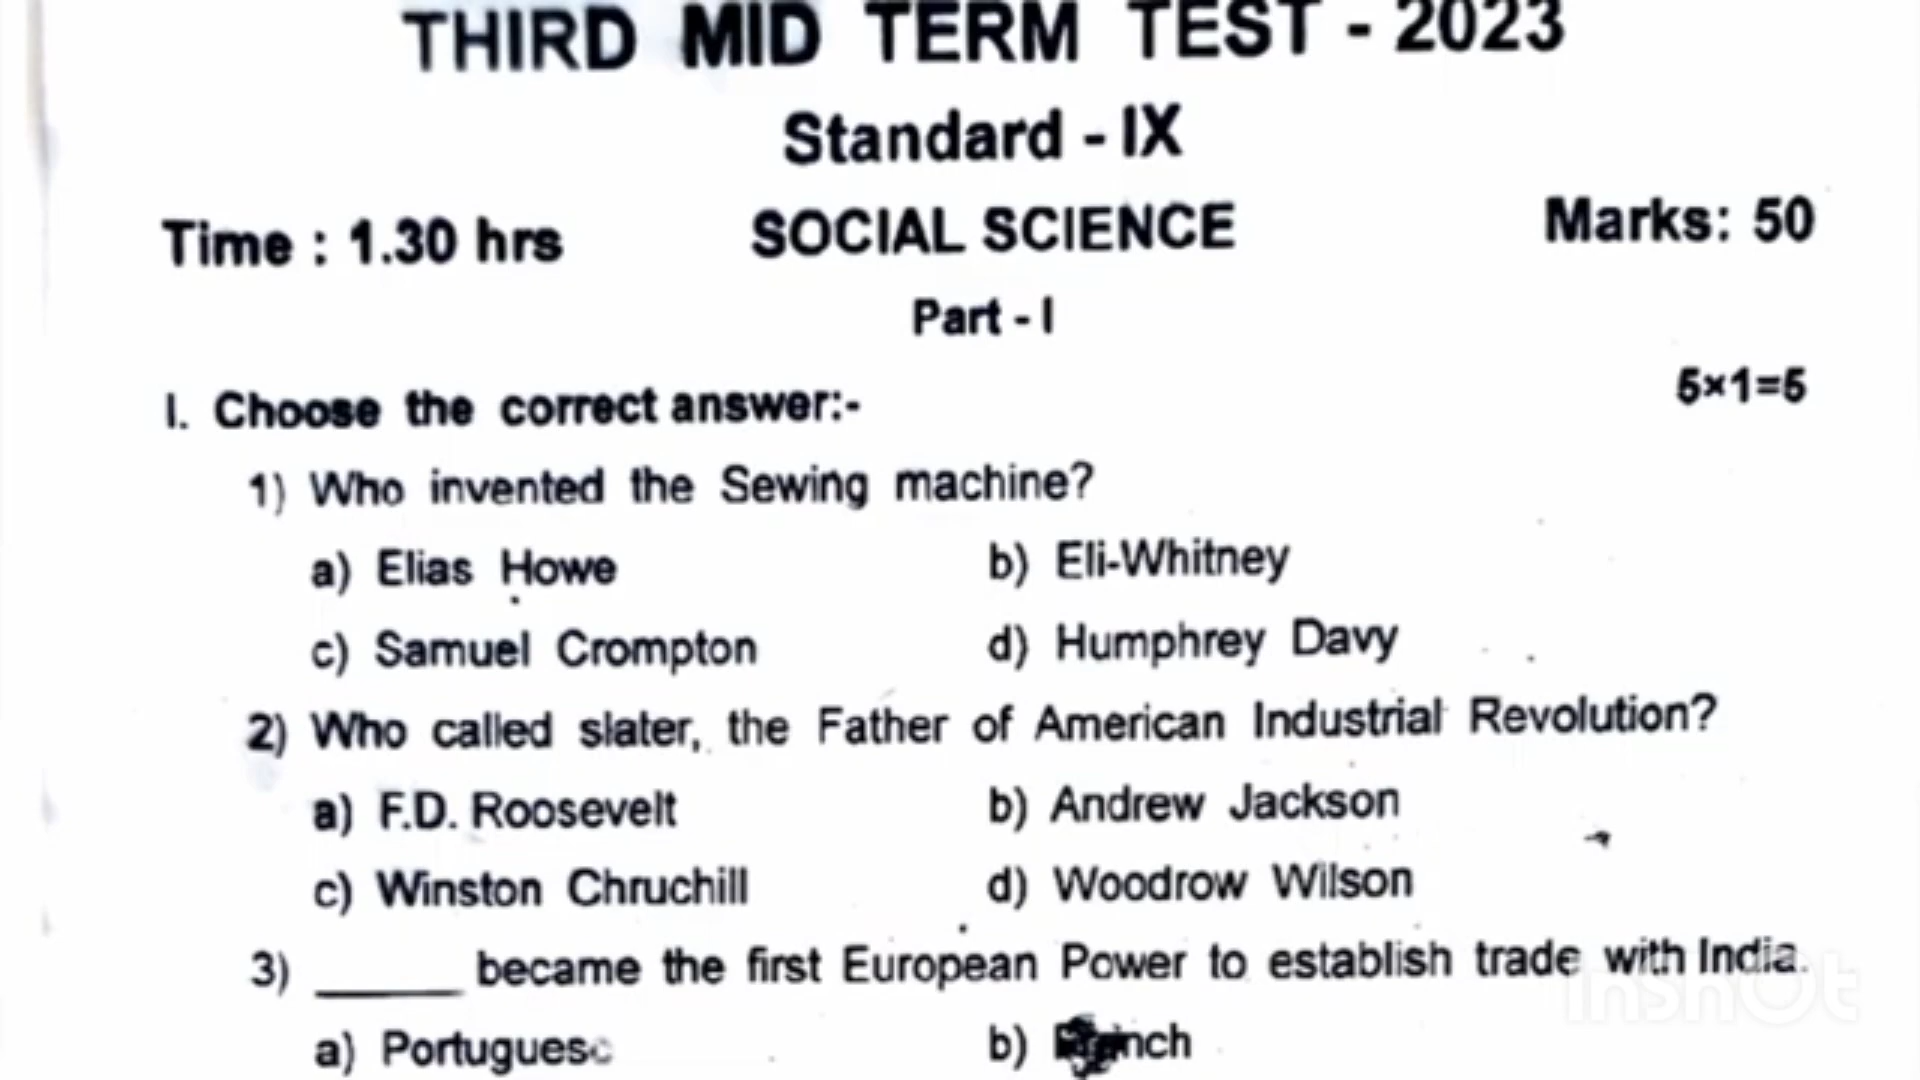 THIRD MID TERM TEST - 2023
Standard - IX
Time : 1.30 hrs SOCIAL SCIENCE Marks: 50
Part - I
I. Choose the correct answer:- 5×1=5
1) Who invented the Sewing machine?
a) Elias Howe b) Eli-Whitney
c) Samuel Crompton d) Humphrey Davy
2) Who called slater, the Father of American Industrial Revolution?
a) F.D. Roosevelt b) Andrew Jackson
c) Winston Chruchill d) Woodrow Wilson
3) ______ became the first European Power to establish trade with India.
InShOt
a) Portuguese b)